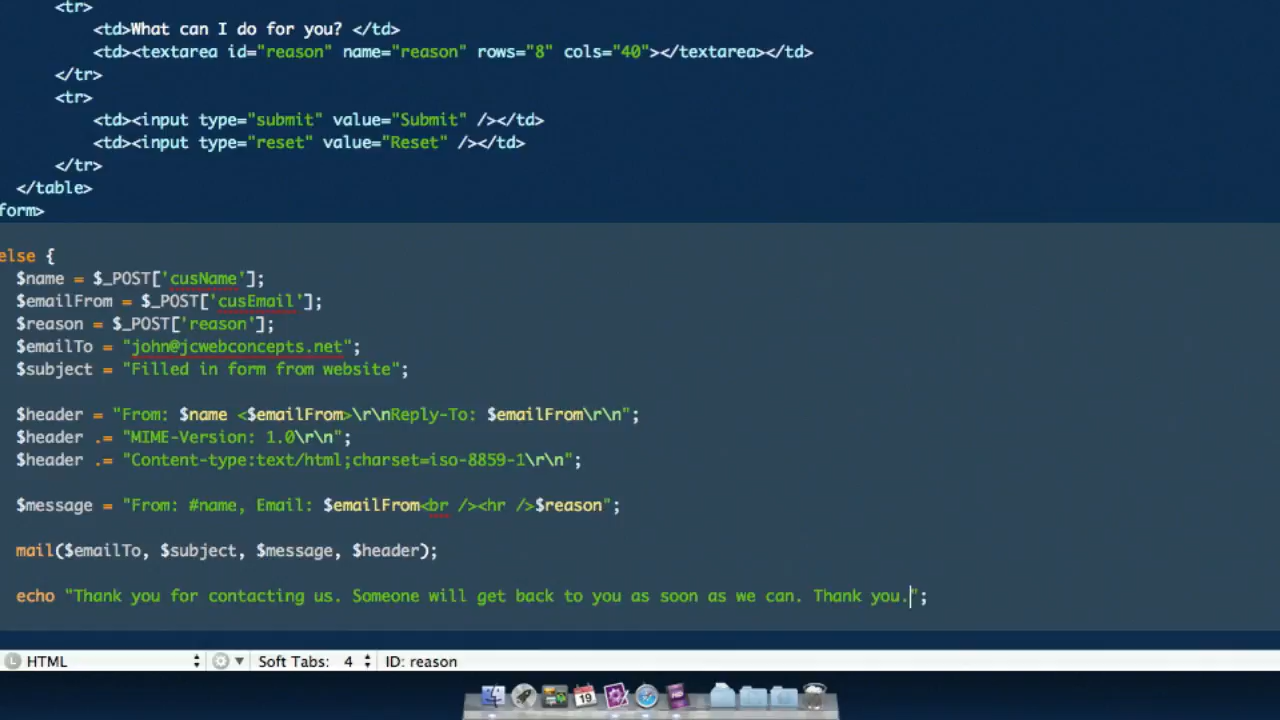 <tr>
<td>What can I do for you? </td>
<td><textarea id="reason" name="reason" rows="8" cols="40"></textarea></td>
</tr>
<tr>
<td><input type="submit" value="Submit" /></td>
<td><input type="reset" value="Reset" /></td>
</tr>
</table>
form>
else {
$name = $_POST['cusName'];
$emailFrom = $_POST['cusEmail'];
$reason = $_POST['reason'];
$emailTo = "john@jcwebconcepts.net";
$subject = "Filled in form from website";
$header = "From: $name <$emailFrom>\r\nReply-To: $emailFrom\r\n";
$header .= "MIME-Version: 1.0\r\n";
$header .= "Content-type:text/html;charset=iso-8859-1\r\n";
$message = "From: #name, Email: $emailFrom<br /><hr />$reason";
mail($emailTo, $subject, $message, $header);
echo "Thank you for contacting us. Someone will get back to you as soon as we can. Thank you.";
L HTML Soft Tabs: 4 ID: reason
19